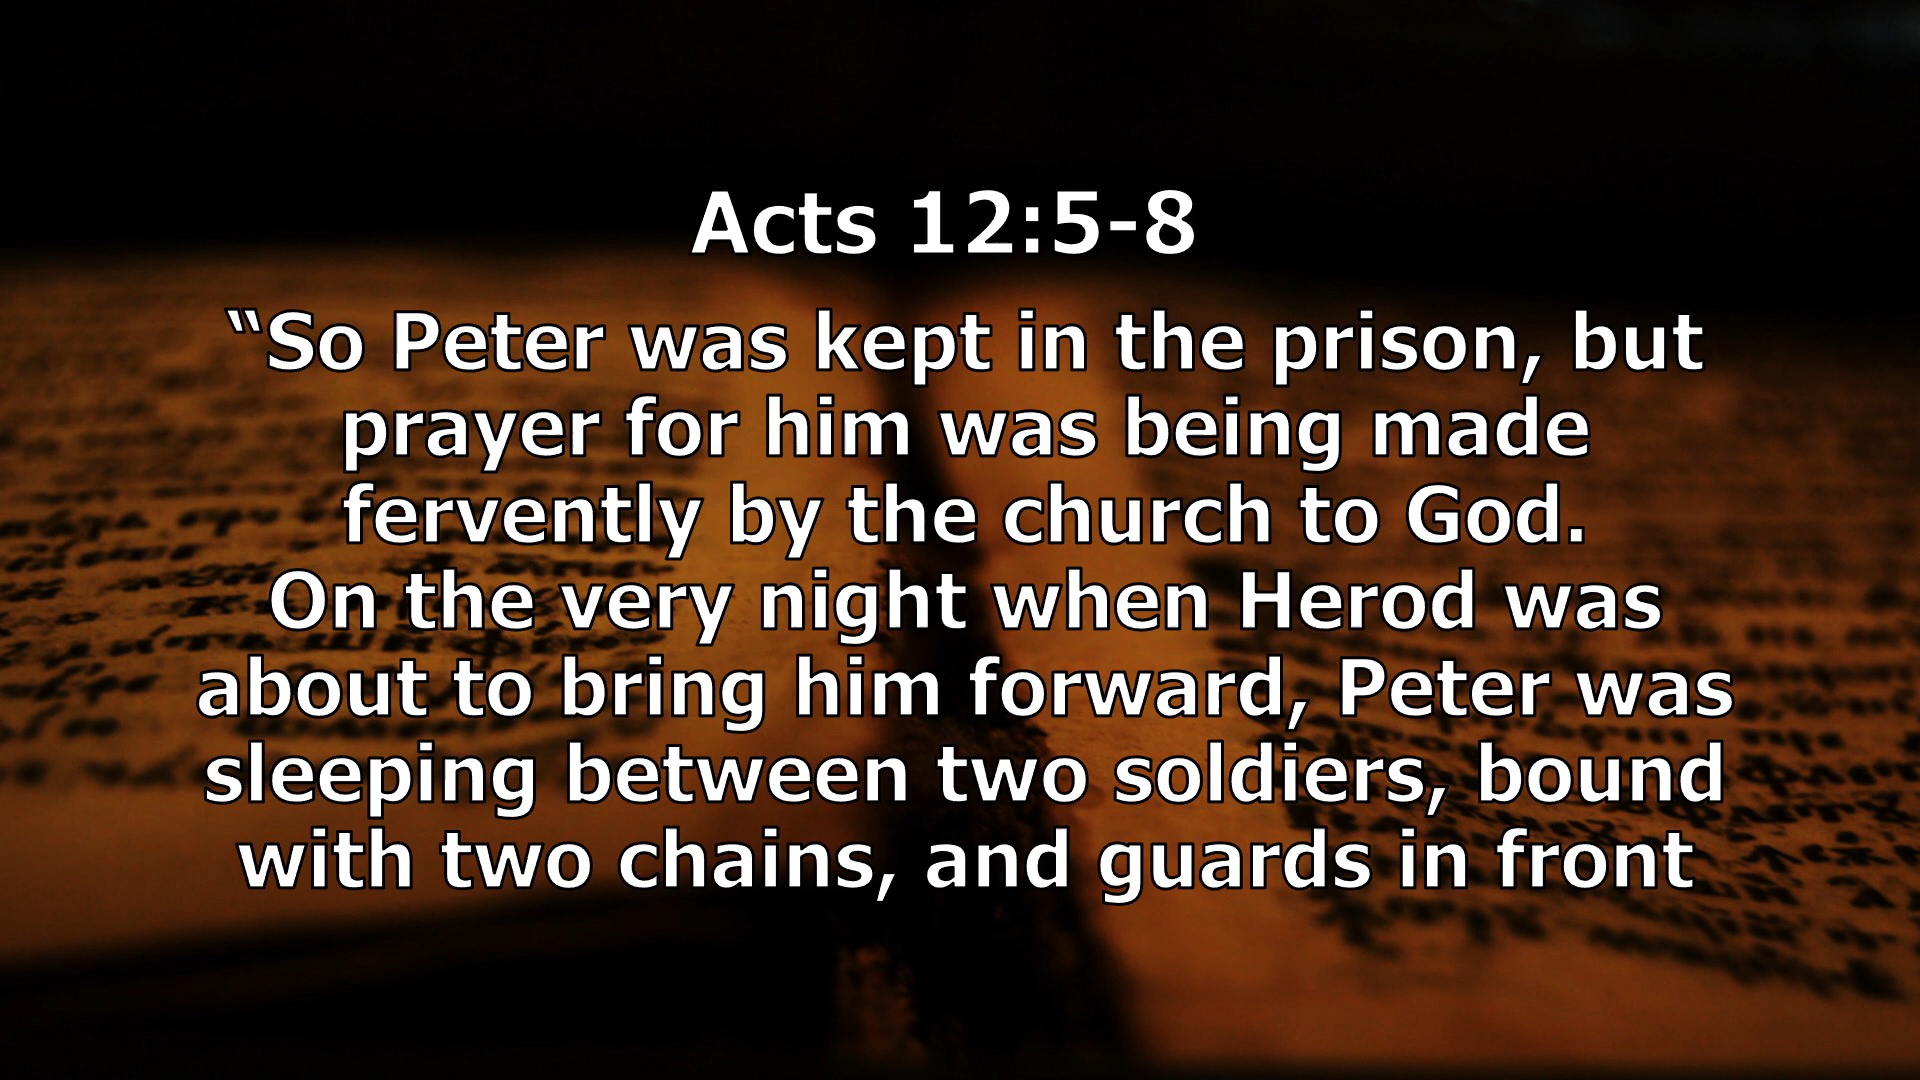 Acts 12:5-8
“So Peter was kept in the prison, but
prayer for him was being made
fervently by the church to God.
On the very night when Herod was
about to bring him forward, Peter was
sleeping between two soldiers, bound
with two chains, and guards in front